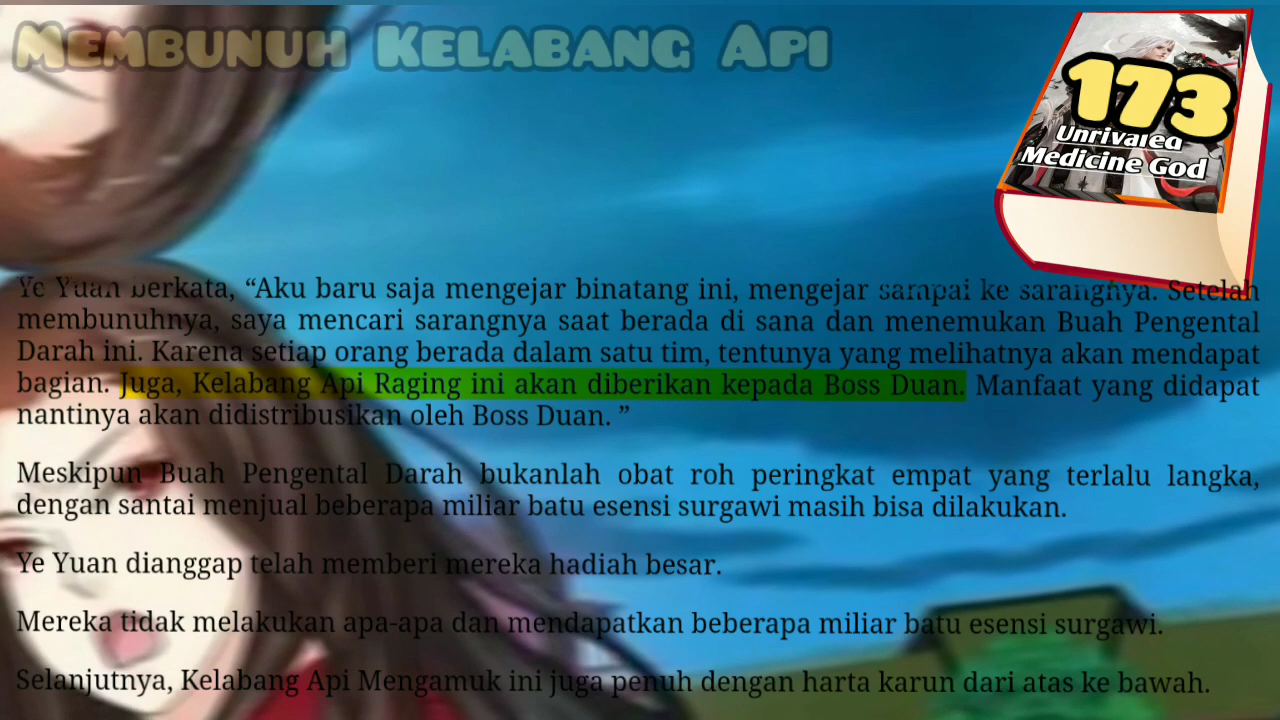 Membunuh Kelabang Api
173
Unrivaled
Medicine God
Ye Yuan berkata, “Aku baru saja mengejar binatang ini, mengejar sampai ke sarangnya. Setelah
membunuhnya, saya mencari sarangnya saat berada di sana dan menemukan Buah Pengental
Darah ini. Karena setiap orang berada dalam satu tim, tentunya yang melihatnya akan mendapat
bagian. Juga, Kelabang Api Raging ini akan diberikan kepada Boss Duan. Manfaat yang didapat
nantinya akan didistribusikan oleh Boss Duan. ”
Meskipun Buah Pengental Darah bukanlah obat roh peringkat empat yang terlalu langka,
dengan santai menjual beberapa miliar batu esensi surgawi masih bisa dilakukan.
Ye Yuan dianggap telah memberi mereka hadiah besar.
Mereka tidak melakukan apa-apa dan mendapatkan beberapa miliar batu esensi surgawi.
Selanjutnya, Kelabang Api Mengamuk ini juga penuh dengan harta karun dari atas ke bawah.